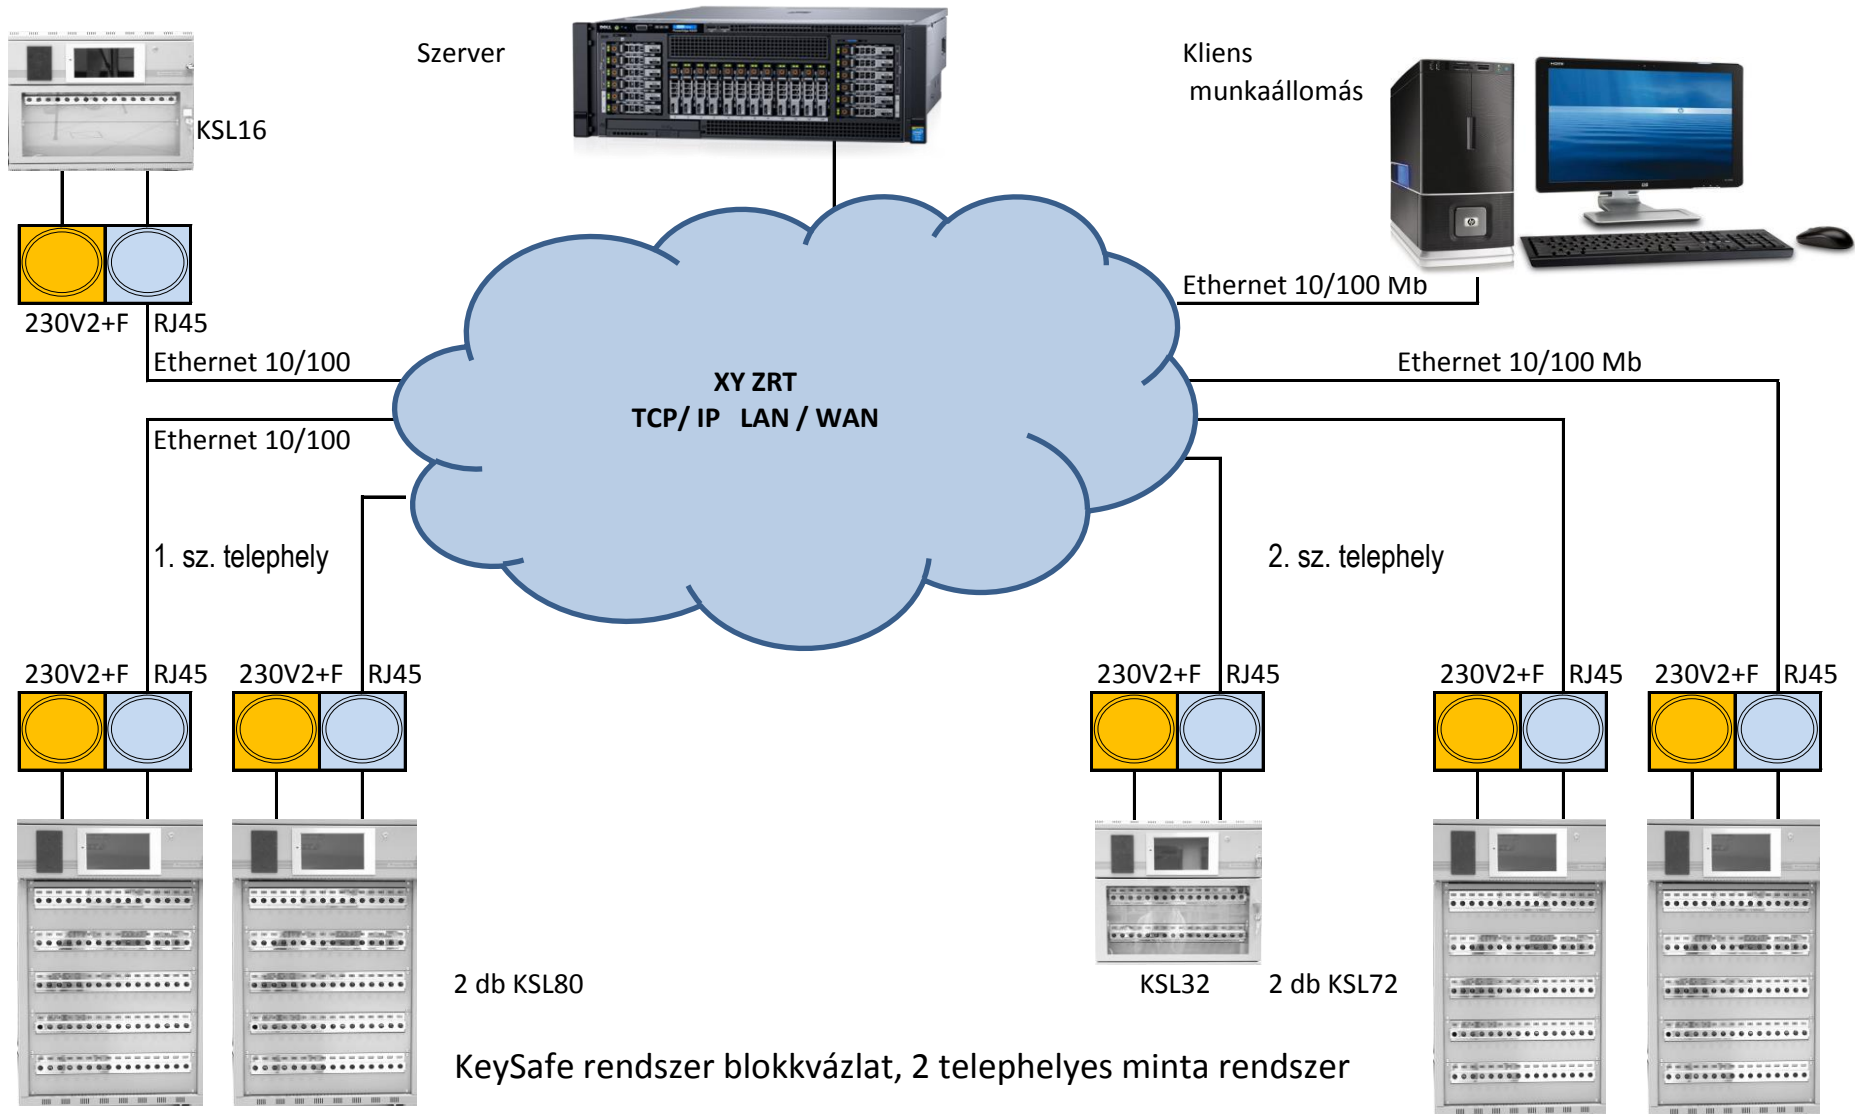 Szerver
Kliens
munkaállomás
KSL16
230V2+F RJ45
Ethernet 10/100
Ethernet 10/100
Ethernet 10/100 Mb
Ethernet 10/100 Mb
XY ZRT
TCP/ IP LAN / WAN
1. sz. telephely
2. sz. telephely
230V2+F RJ45
230V2+F RJ45
230V2+F RJ45
230V2+F RJ45
230V2+F RJ45
2 db KSL80
KSL32
2 db KSL72
KeySafe rendszer blokkvázlat, 2 telephelyes minta rendszer